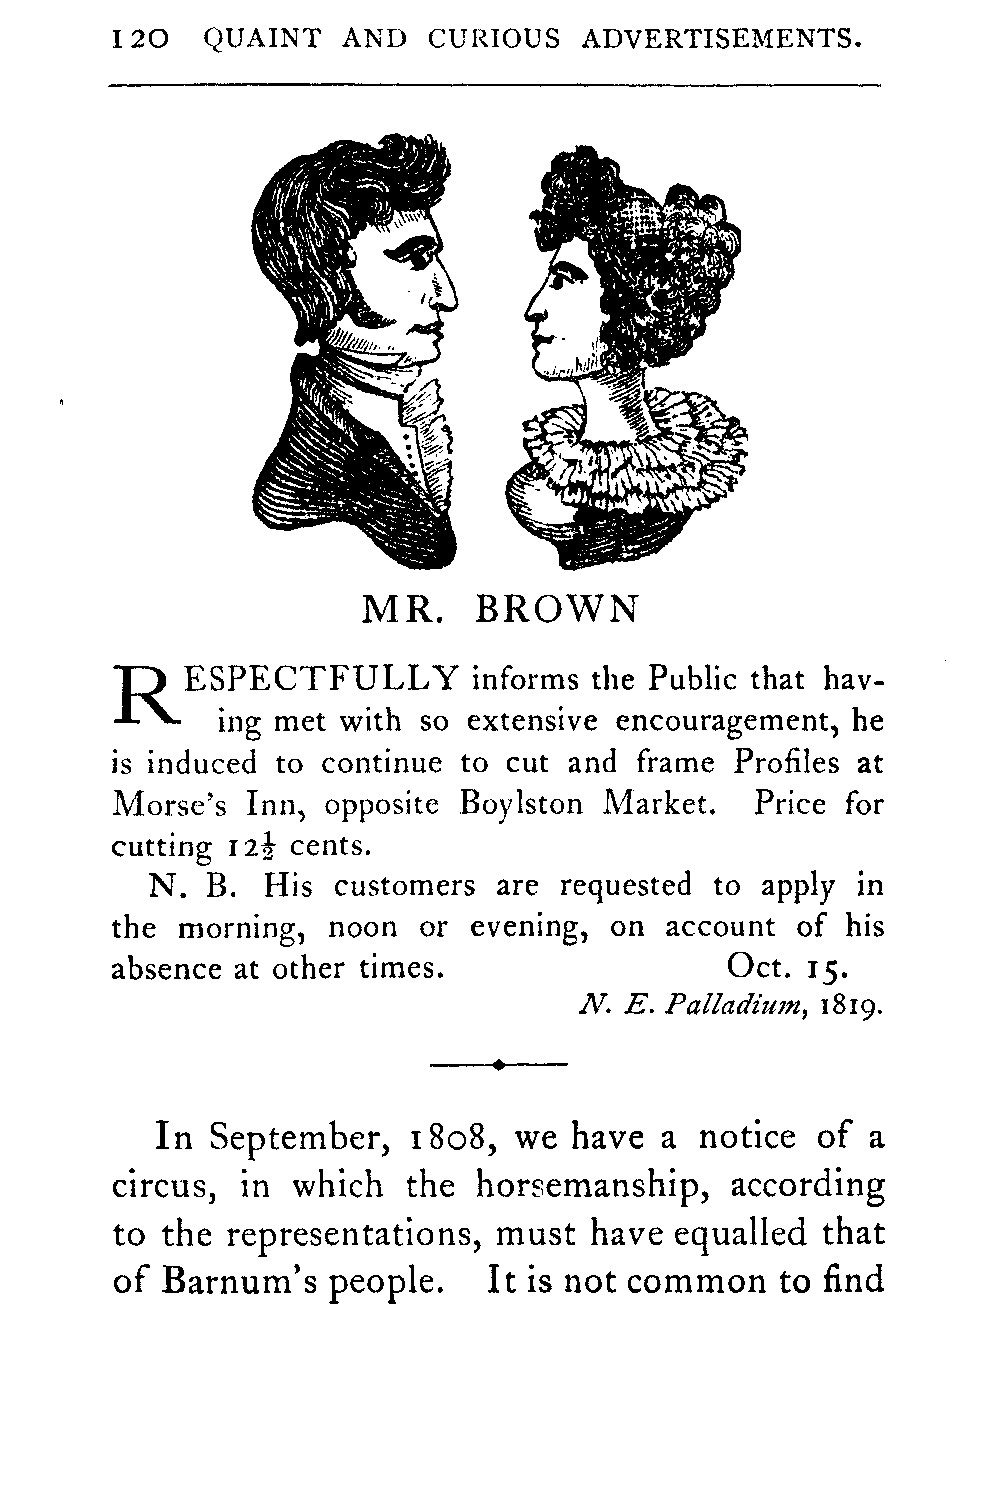 120 QUAINT AND CURIOUS ADVERTISEMENTS.
MR. BROWN
RESPECTFULLY informs the Public that hav-
ing met with so extensive encouragement, he
is induced to continue to cut and frame Profiles at
Morse's Inn, opposite Boylston Market. Price for
cutting 12½ cents.
N. B. His customers are requested to apply in
the morning, noon or evening, on account of his
absence at other times. Oct. 15.
N. E. Palladium, 1819.
In September, 1808, we have a notice of a
circus, in which the horsemanship, according
to the representations, must have equalled that
of Barnum's people. It is not common to find